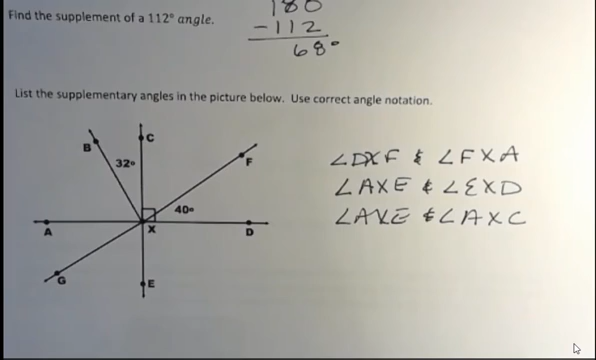 Find the supplement of a 112° angle.
180
-112
68°
List the supplementary angles in the picture below. Use correct angle notation.
B
C
32°
F
40°
A
X
D
G
E
∠DXF & ∠FXA
∠AXE & ∠EXD
∠AXE & ∠AXC